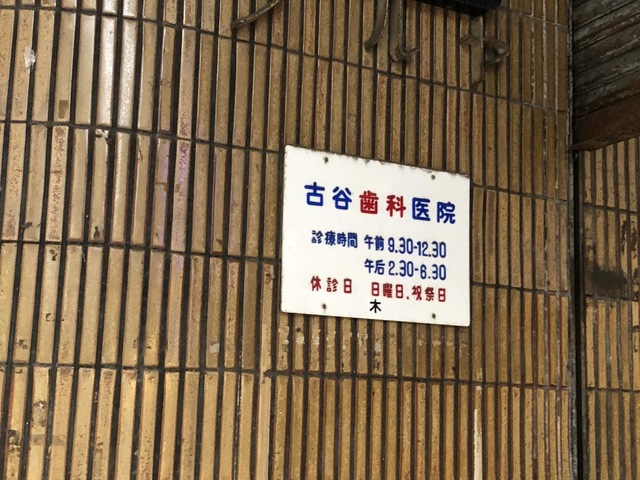 古谷歯科医院
診療時間 午前 9.30-12.30
午后 2.30-6.30
休診日 日曜日、祝祭日
木